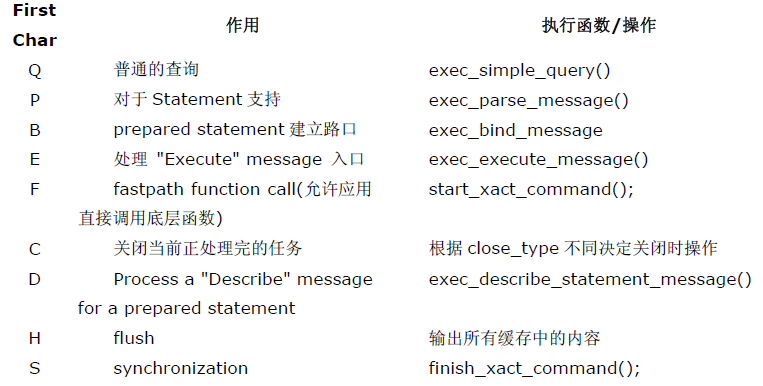 First Char 作用 执行函数/操作
Q 普通的查询 exec_simple_query()
P 对于 Statement 支持 exec_parse_message()
B prepared statement 建立路口 exec_bind_message
E 处理 "Execute" message 入口 exec_execute_message()
F fastpath function call(允许应用 start_xact_command();
直接调用底层函数)
C 关闭当前正处理完的任务 根据 close_type 不同决定关闭时操作
D Process a "Describe" message exec_describe_statement_message()
for a prepared statement
H flush 输出所有缓存中的内容
S synchronization finish_xact_command();